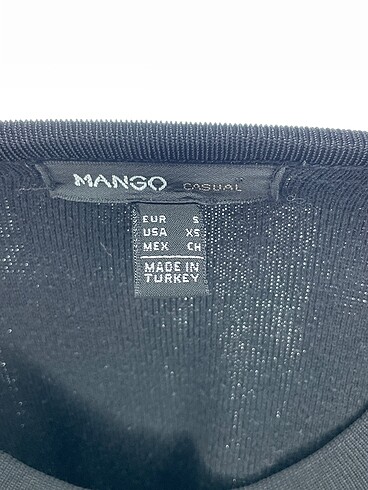 MANGO CASUAL
EUR S
USA XS
MEX CH
MADE IN
TURKEY